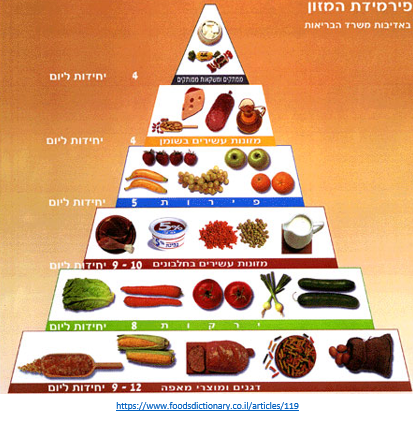 פירמידת המזון
באדיבות משרד הבריאות
ממתקים ומשקאות ממותקים
4 יחידות ליום
מזונות עשירים בשומן
4 יחידות ליום
פירות
5 יחידות ליום
5%
5%
מזונות עשירים בחלבונים
9 - 10 יחידות ליום
ירקות
8 יחידות ליום
דגנים ומוצרי מאפה
9 - 12 יחידות ליום
https://www.foodsdictionary.co.il/articles/119